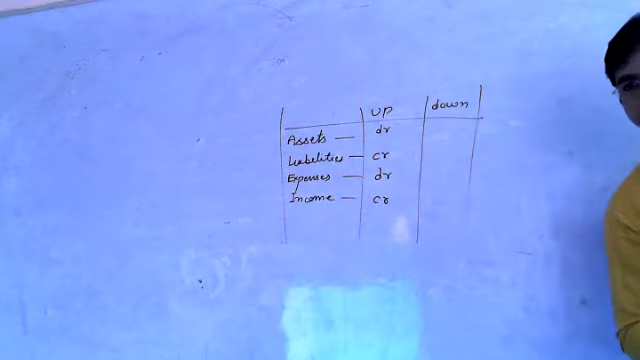 UP down
Assets — dr
Liabilities — cr
Expenses — dr
Income — cr